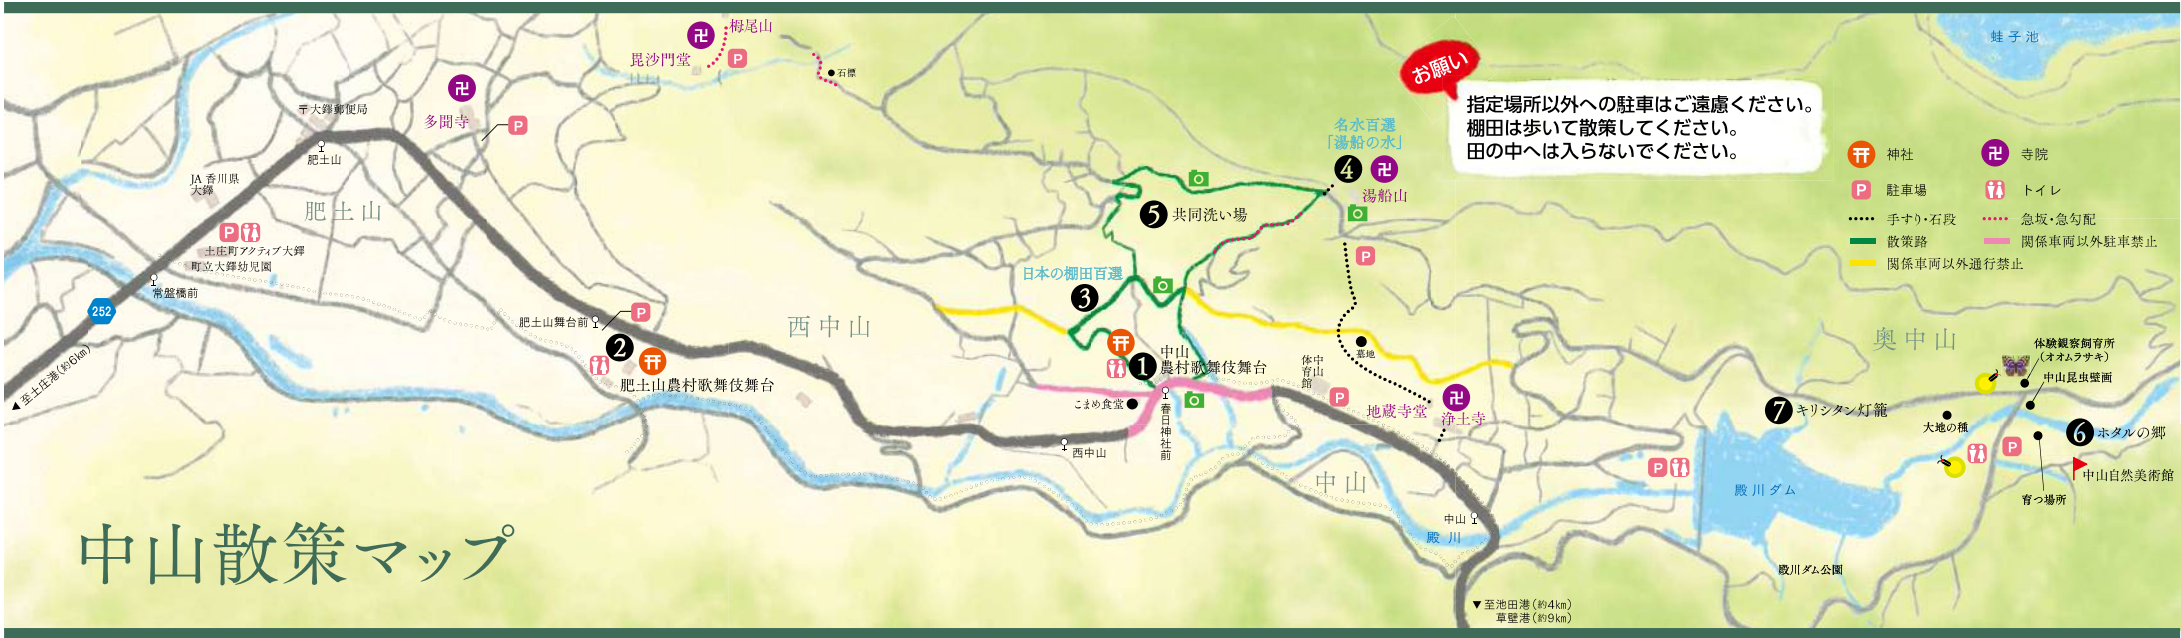 栂尾山
毘沙門堂
P
石標
蛙子池
お願い
指定場所以外への駐車はご遠慮ください。
棚田は歩いて散策してください。
田の中へは入らないでください。
多聞寺
P
〒大鐸郵便局
肥土山
JA香川県
大鐸
肥土山
P
土庄町アクティブ大鐸
町立大鐸幼児園
常盤橋前
252
▲至土庄港(約6km)
肥土山舞台前
P
2
肥土山農村歌舞伎舞台
西中山
名水百選
「湯船の水」
4
湯船山
5 共同洗い場
P
日本の棚田百選
3
1 中山
農村歌舞伎舞台
こまめ食堂
春日神社前
西中山
墓地
中山
体育館
P
地蔵寺堂
浄土寺
中山
中山
殿川
▼至池田港(約4km)
草壁港(約9km)
神社
寺院
P 駐車場
トイレ
手すり・石段
急坂・急勾配
散策路
関係車両以外駐車禁止
関係車両以外通行禁止
奥中山
体験観察飼育所
(オオムラサキ)
中山昆虫壁画
7 キリシタン灯籠
大地の種
6 ホタルの郷
P
中山自然美術館
育つ場所
P
殿川ダム
殿川ダム公園
中山散策マップ